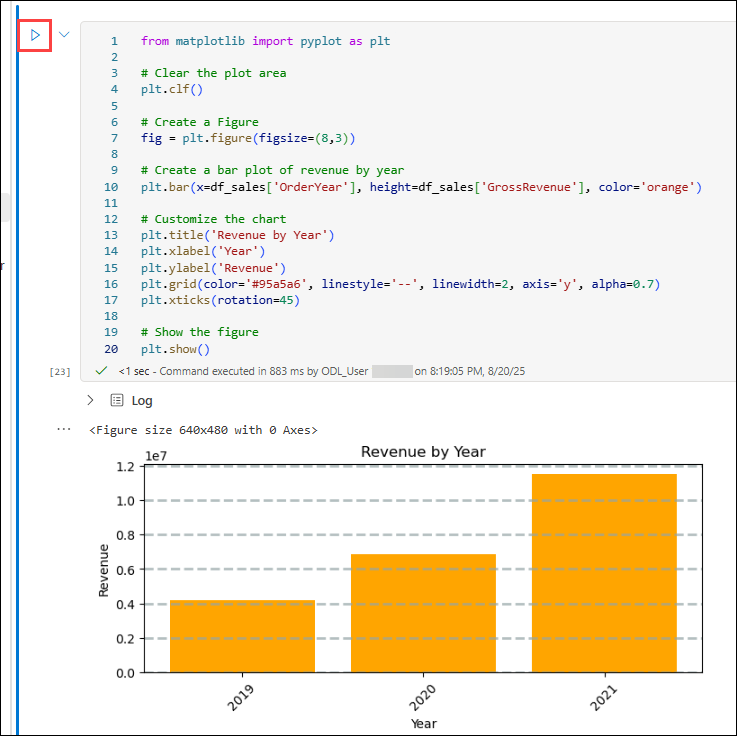 1 from matplotlib import pyplot as plt
2
3 # Clear the plot area
4 plt.clf()
5
6 # Create a Figure
7 fig = plt.figure(figsize=(8,3))
8
9 # Create a bar plot of revenue by year
10 plt.bar(x=df_sales['OrderYear'], height=df_sales['GrossRevenue'], color='orange')
11
12 # Customize the chart
13 plt.title('Revenue by Year')
14 plt.xlabel('Year')
15 plt.ylabel('Revenue')
16 plt.grid(color='#95a5a6', linestyle='--', linewidth=2, axis='y', alpha=0.7)
17 plt.xticks(rotation=45)
18
19 # Show the figure
20 plt.show()
[23] <1 sec - Command executed in 883 ms by ODL_User on 8:19:05 PM, 8/20/25
Log
<Figure size 640x480 with 0 Axes>
Revenue by Year
1e7
1.2
1.0
0.8
0.6
0.4
0.2
0.0
Revenue
2019 2020 2021
Year